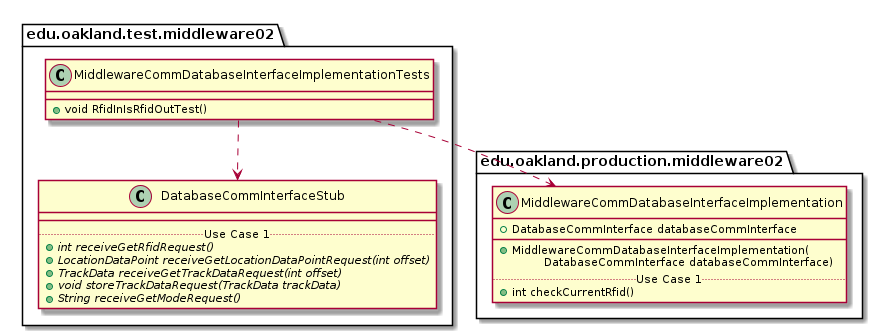 edu.oakland.test.middleware02
C MiddlewareCommDatabaseInterfaceImplementationTests
void RfidInIsRfidOutTest()
C DatabaseCommInterfaceStub
Use Case 1
int receiveGetRfidRequest()
LocationDataPoint receiveGetLocationDataPointRequest(int offset)
TrackData receiveGetTrackDataRequest(int offset)
void storeTrackDataRequest(TrackData trackData)
String receiveGetModeRequest()
edu.oakland.production.middleware02
C MiddlewareCommDatabaseInterfaceImplementation
DatabaseCommInterface databaseCommInterface
MiddlewareCommDatabaseInterfaceImplementation(
DatabaseCommInterface databaseCommInterface)
Use Case 1
int checkCurrentRfid()